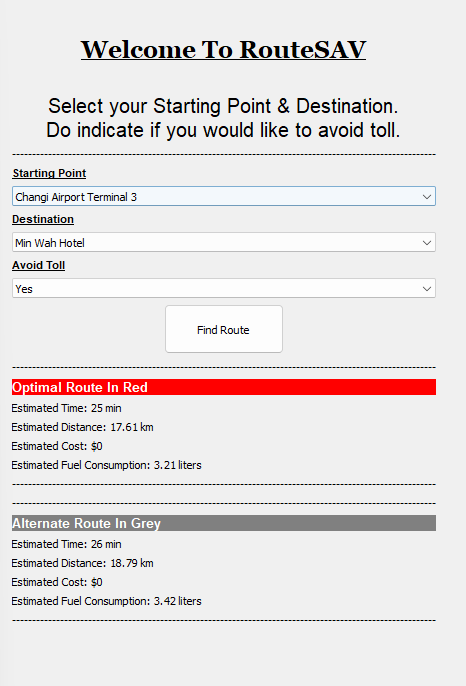 Welcome To RouteSAV
Select your Starting Point & Destination.
Do indicate if you would like to avoid toll.
Starting Point
Changi Airport Terminal 3
Destination
Min Wah Hotel
Avoid Toll
Yes
Find Route
Optimal Route In Red
Estimated Time: 25 min
Estimated Distance: 17.61 km
Estimated Cost: $0
Estimated Fuel Consumption: 3.21 liters
Alternate Route In Grey
Estimated Time: 26 min
Estimated Distance: 18.79 km
Estimated Cost: $0
Estimated Fuel Consumption: 3.42 liters